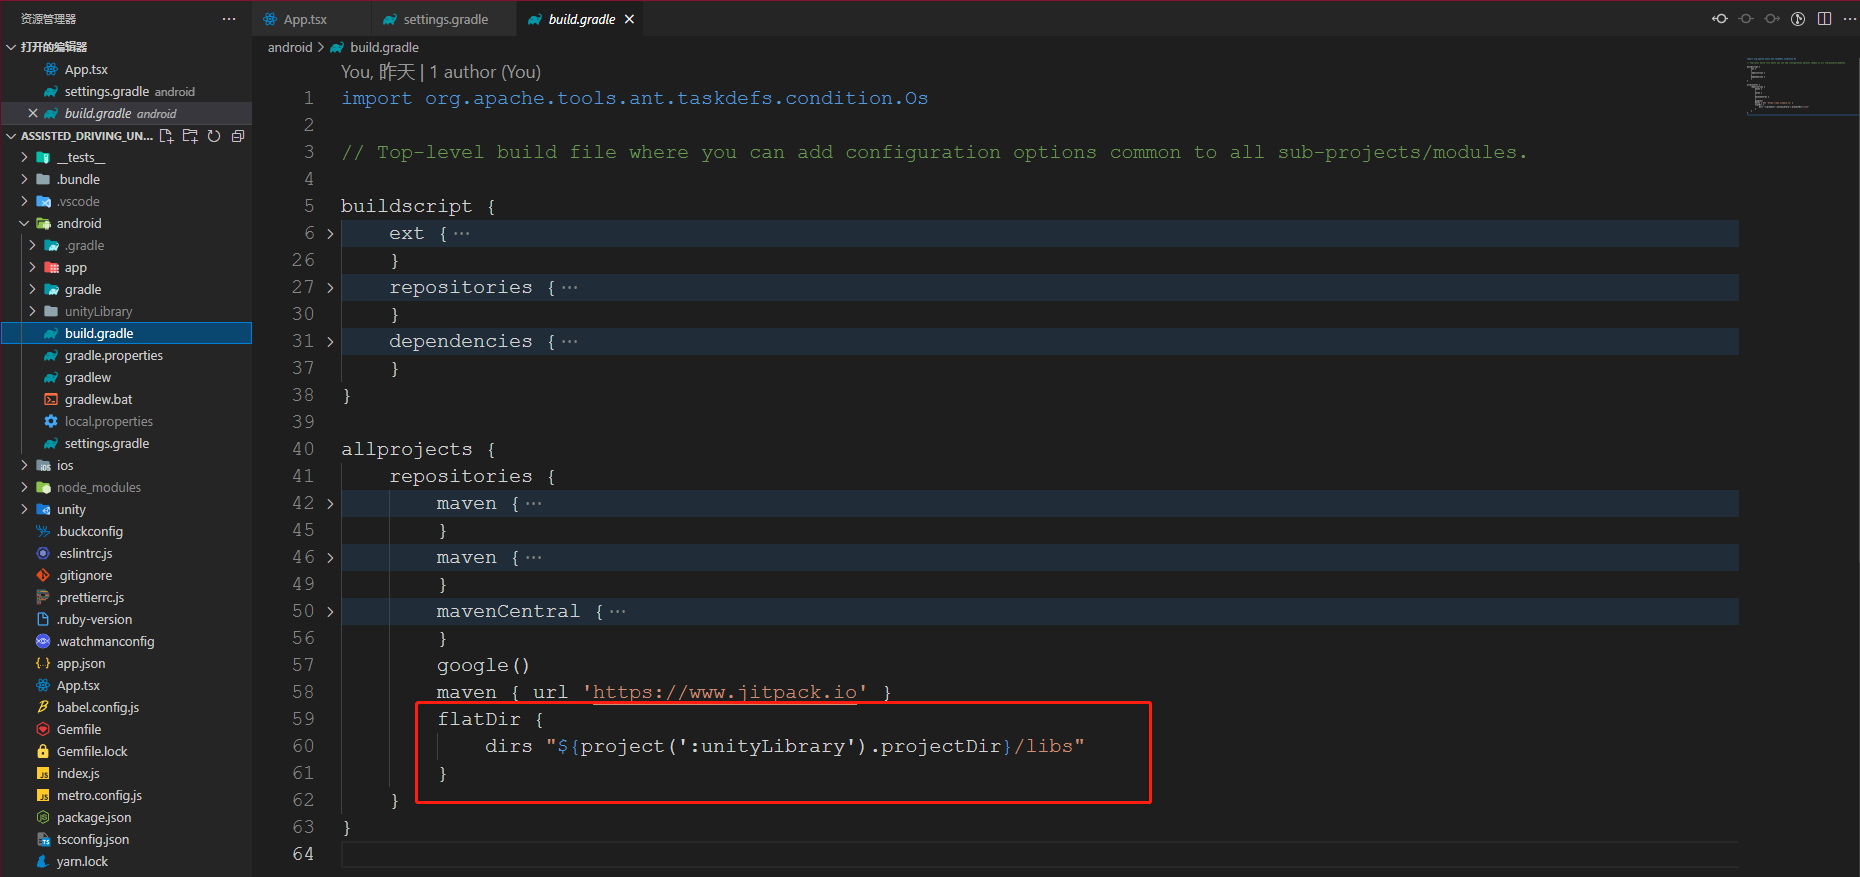 资源管理器
打开的编辑器
App.tsx
settings.gradle android
build.gradle android
ASSISTED_DRIVING_UN...
__tests__
.bundle
.vscode
android
.gradle
app
gradle
unityLibrary
build.gradle
gradle.properties
gradlew
gradlew.bat
local.properties
settings.gradle
ios
node_modules
unity
.buckconfig
.eslintrc.js
.gitignore
.prettierrc.js
.ruby-version
.watchmanconfig
app.json
App.tsx
babel.config.js
Gemfile
Gemfile.lock
index.js
metro.config.js
package.json
tsconfig.json
yarn.lock
App.tsx settings.gradle build.gradle
android > build.gradle
You, 昨天 | 1 author (You)
1 import org.apache.tools.ant.taskdefs.condition.Os
2
3 // Top-level build file where you can add configuration options common to all sub-projects/modules.
4
5 buildscript {
6 ext {···
26 }
27 repositories {···
30 }
31 dependencies {···
37 }
38 }
39
40 allprojects {
41 repositories {
42 maven {···
45 }
46 maven {···
49 }
50 mavenCentral {···
56 }
57 google()
58 maven { url 'https://www.jitpack.io' }
59 flatDir {
60 dirs "${project(':unityLibrary').projectDir}/libs"
61 }
62 }
63 }
64